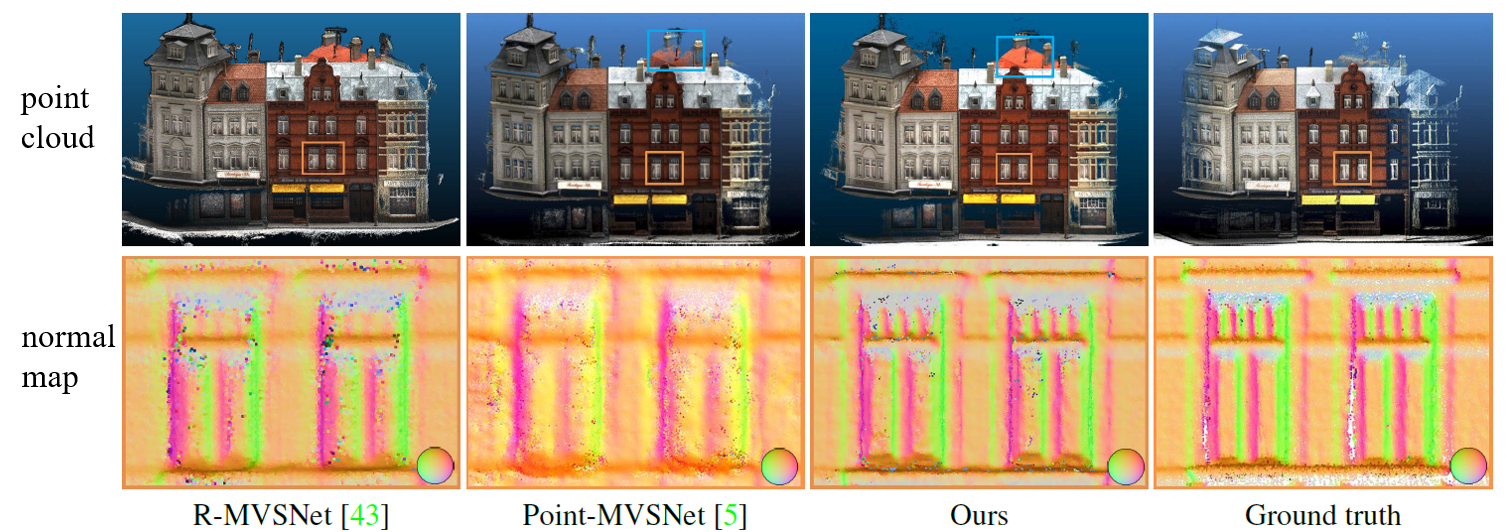 point
cloud
normal
map
R-MVSNet [43]
Point-MVSNet [5]
Ours
Ground truth